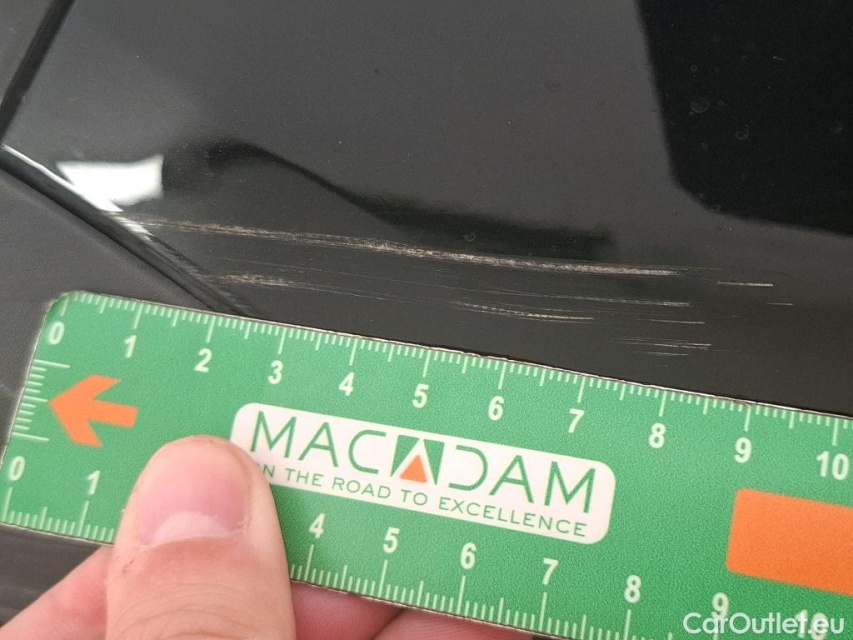 0 1 2 3 4 5 6 7 8 9 10
MACADAM
N THE ROAD TO EXCELLENCE
0 1 4 5 6 7 8 9 10
CarOutlet.eu